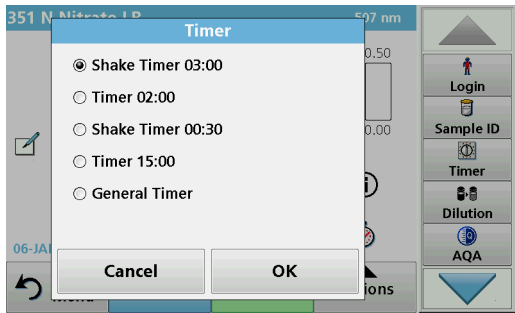 351 N Nitrate LR
507 nm
Timer
Shake Timer 03:00
Timer 02:00
Shake Timer 00:30
Timer 15:00
General Timer
Cancel
OK
0.50
0.00
06-JA
Menu
ions
Login
Sample ID
Timer
Dilution
AQA